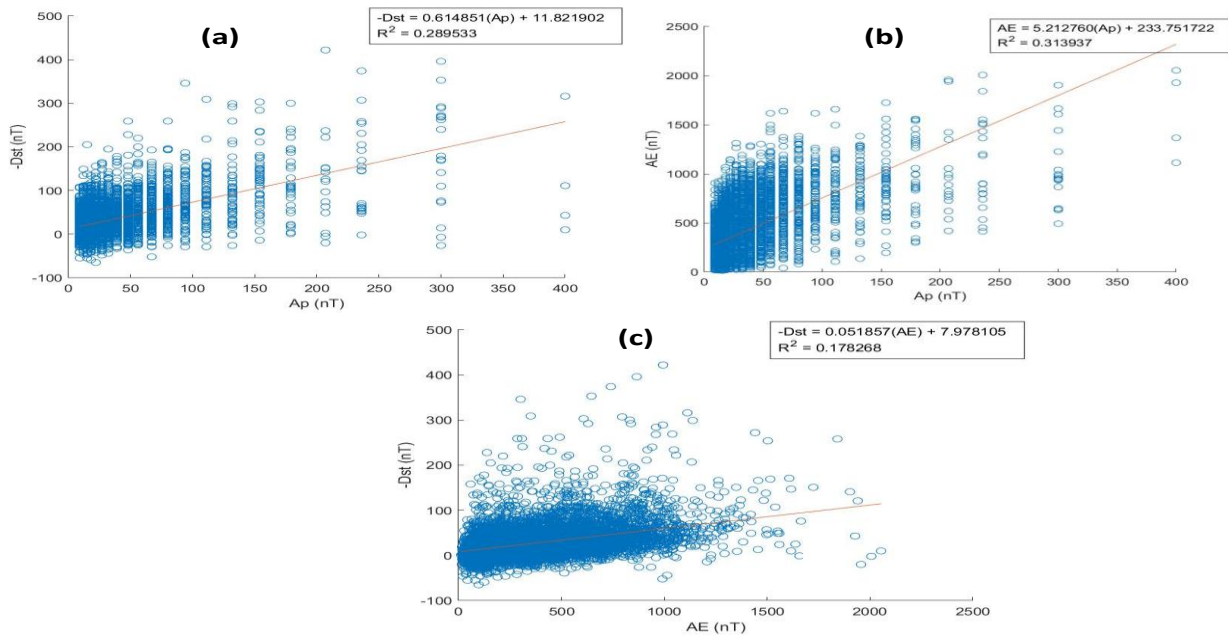 (a)
-Dst = 0.614851(Ap) + 11.821902
R² = 0.289533
500
400
300
200
100
0
-100
-Dst (nT)
0 50 100 150 200 250 300 350 400
Ap (nT)
(b)
AE = 5.212760(Ap) + 233.751722
R² = 0.313937
2500
2000
1500
1000
500
0
AE (nT)
0 50 100 150 200 250 300 350 400
Ap (nT)
(c)
-Dst = 0.051857(AE) + 7.978105
R² = 0.178268
500
400
300
200
100
0
-100
-Dst (nT)
0 500 1000 1500 2000 2500
AE (nT)